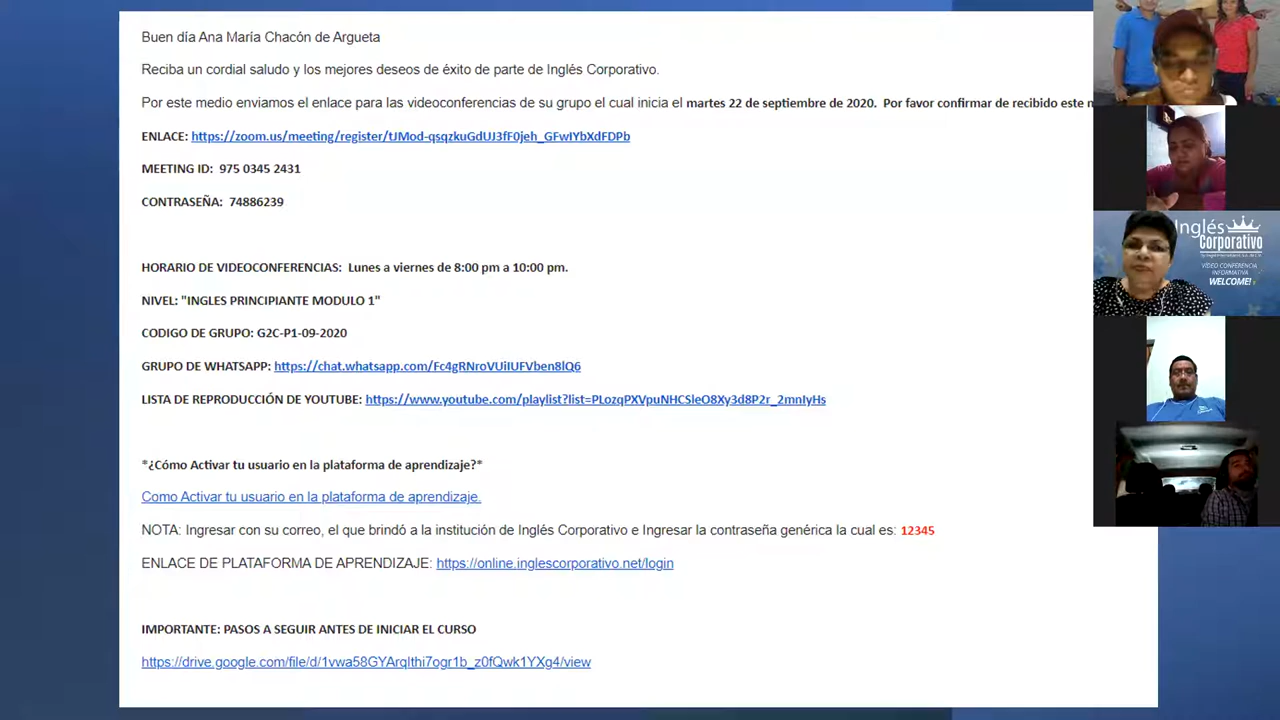 Buen día Ana María Chacón de Argueta
Reciba un cordial saludo y los mejores deseos de éxito de parte de Inglés Corporativo.
Por este medio enviamos el enlace para las videoconferencias de su grupo el cual inicia el martes 22 de septiembre de 2020. Por favor confirmar de recibido este
ENLACE: https://zoom.us/meeting/register/tJMod-qsqzkuGdUJ3fF0jeh_GFwIYbXdFDPb
MEETING ID: 975 0345 2431
CONTRASEÑA: 74886239
HORARIO DE VIDEOCONFERENCIAS: Lunes a viernes de 8:00 pm a 10:00 pm.
NIVEL: "INGLES PRINCIPIANTE MODULO 1"
CODIGO DE GRUPO: G2C-P1-09-2020
GRUPO DE WHATSAPP: https://chat.whatsapp.com/Fc4gRNroVUiIUFVben8lQ6
LISTA DE REPRODUCCIÓN DE YOUTUBE: https://www.youtube.com/playlist?list=PLozqPXVpuNHCSleO8Xy3d8P2r_2mnIyHs
*¿Cómo Activar tu usuario en la plataforma de aprendizaje?*
Como Activar tu usuario en la plataforma de aprendizaje.
NOTA: Ingresar con su correo, el que brindó a la institución de Inglés Corporativo e Ingresar la contraseña genérica la cual es: 12345
ENLACE DE PLATAFORMA DE APRENDIZAJE: https://online.inglescorporativo.net/login
IMPORTANTE: PASOS A SEGUIR ANTES DE INICIAR EL CURSO
https://drive.google.com/file/d/1vwa58GYArqIthi7ogr1b_z0fQwk1YXg4/view
Inglés
Corporativo
VIDEO CONFERENCIA
INFORMATIVA
WELCOME!